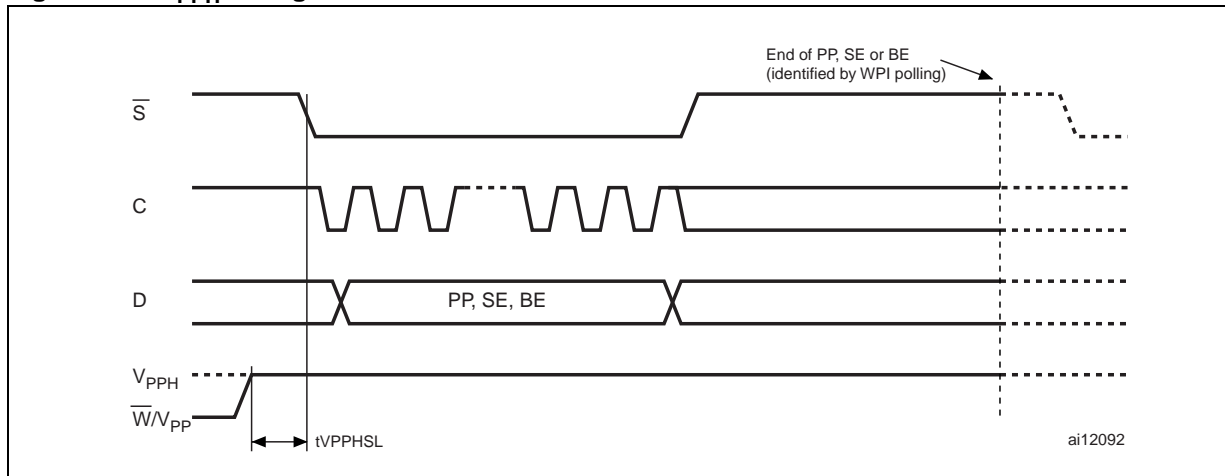 End of PP, SE or BE
(identified by WPI polling)
S
C
D
PP, SE, BE
VPPH
W/VPP
tVPPHSL
ai12092